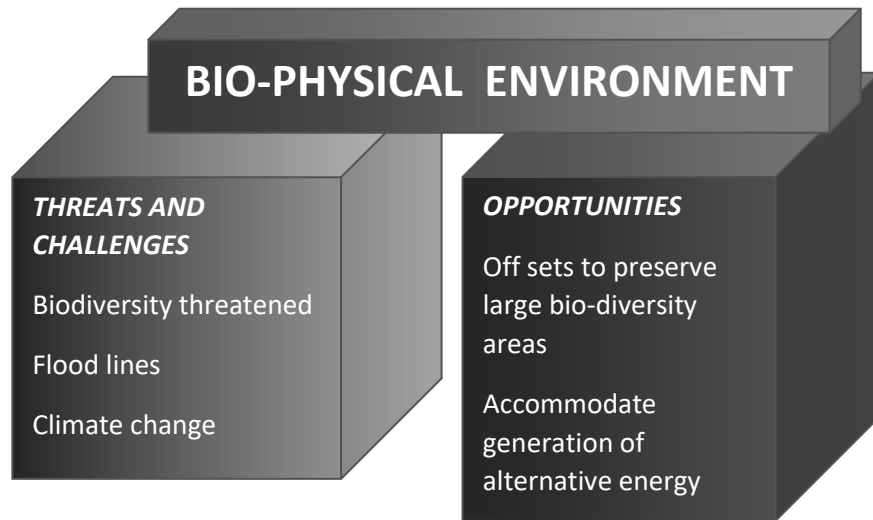 BIO-PHYSICAL ENVIRONMENT
THREATS AND
CHALLENGES
Biodiversity threatened
Flood lines
Climate change
OPPORTUNITIES
Off sets to preserve
large bio-diversity
areas
Accommodate
generation of
alternative energy